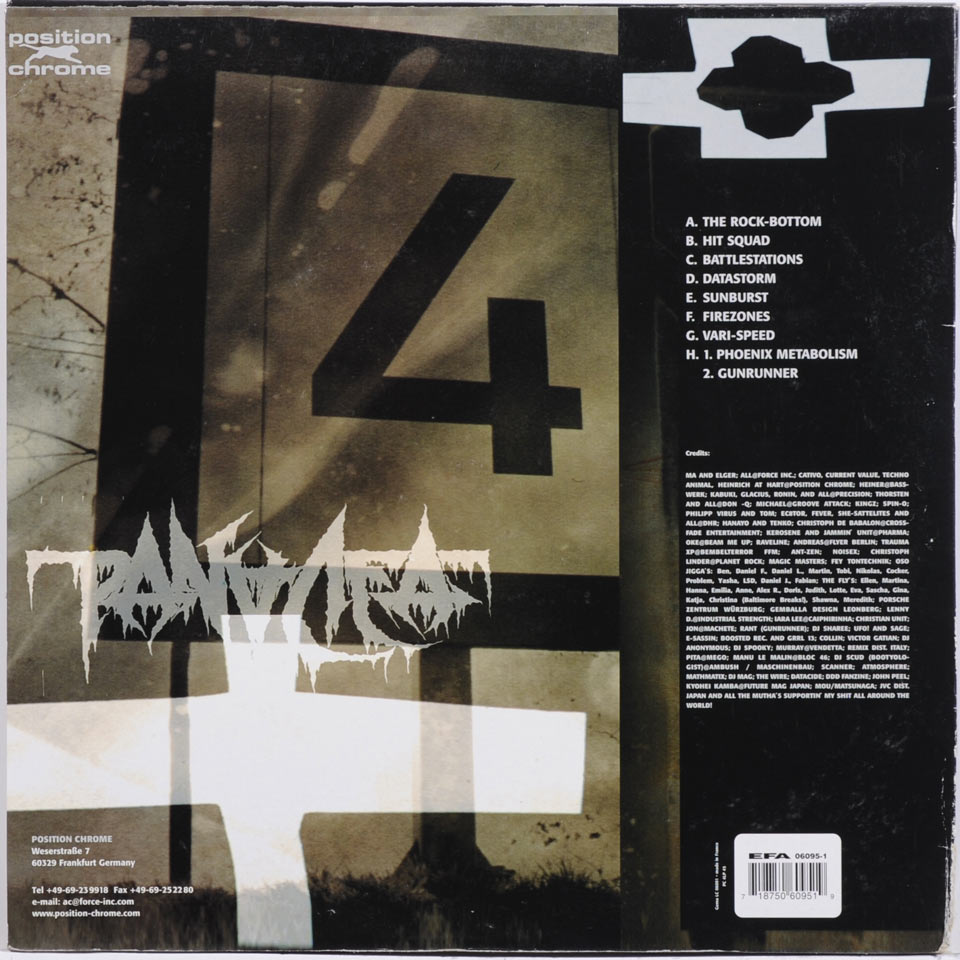 position
chrome
4
A. THE ROCK-BOTTOM
B. HIT SQUAD
C. BATTLESTATIONS
D. DATASTORM
E. SUNBURST
F. FIREZONES
G. VARI-SPEED
H. 1. PHOENIX METABOLISM
2. GUNRUNNER
Credits:
MA AND ELGER; ALL@FORCE INC.; CATIVO, CURRENT VALUE, TECHNO
ANIMAL, HEINRICH AT HART@POSITION CHROME; HEINER@BASS-
WERK; KABUKI, GLACIUS, RONIN, AND ALL@PRECISION; THORSTEN
AND ALL@DON -Q; MICHAEL@GROOVE ATTACK; KINGZ; SPIN-O;
PHILIPP VIRUS AND TOM; EC8TOR, FEVER, SHE-SATTELITES AND
ALL@DHR; HANAYO AND TENKO; CHRISTOPH DE BABALON@CROSS-
FADE ENTERTAINMENT; KEROSENE AND JAMMIN´ UNIT@PHARMA;
OKE@BEAM ME UP; RAVELINE; ANDREAS@FLYER BERLIN; TRAUMA
XP@BEMBELTERROR FFM; ANT-ZEN; NOISEX; CHRISTOPH
LINDER@PLANET ROCK; MAGIC MASTERS; FEY TONTECHNIK; OSO
JIGGA´S: Ben, Daniel F., Daniel L., Martin, Tobi, Nikolas, Cocker,
Problem, Yasha, LSD, Daniel J., Fabian; THE FLY´S: Ellen, Martina,
Hanna, Emilia, Anne, Alex R., Doris, Judith, Lotte, Eva, Sascha, Gina,
Katja, Christina (Baltimore Breaks!), Shawna, Meredith; PORSCHE
ZENTRUM WÜRZBURG; GEMBALLA DESIGN LEONBERG; LENNY
D.@INDUSTRIAL STRENGTH; IARA LEE@CAIPHIRINHA; CHRISTIAN UNIT;
JON@MACHETE; RANT (GUNRUNNER); DJ SHAREE; UFO! AND SAGE;
E-SASSIN; BOOSTED REC. AND GRRL 13; COLLIN; VICTOR GATIAN; DJ
ANONYMOUS; DJ SPOOKY; MURRAY@VENDETTA; REMIX DIST. ITALY;
PITA@MEGO; MANU LE MALIN@BLOC 46; DJ SCUD (BOOTYOLO-
GIST)@AMBUSH / MASCHINENBAU; SCANNER; ATMOSPHERE;
MATHMATIX; DJ MAG; THE WIRE; DATACIDE; DDD FANZINE; JOHN PEEL;
KYOHEI KAMBA@FUTURE MAG JAPAN; MOU/MATSUNAGA; JVC DIST.
JAPAN AND ALL THE MUTHA´S SUPPORTIN´ MY SHIT ALL AROUND THE
WORLD!
PANACEA
POSITION CHROME
Weserstraße 7
60329 Frankfurt Germany
Tel +49-69-239918 Fax +49-69-252280
e-mail: ac@force-inc.com
www.position-chrome.com
EFA 06095-1
7 18750 60951 9